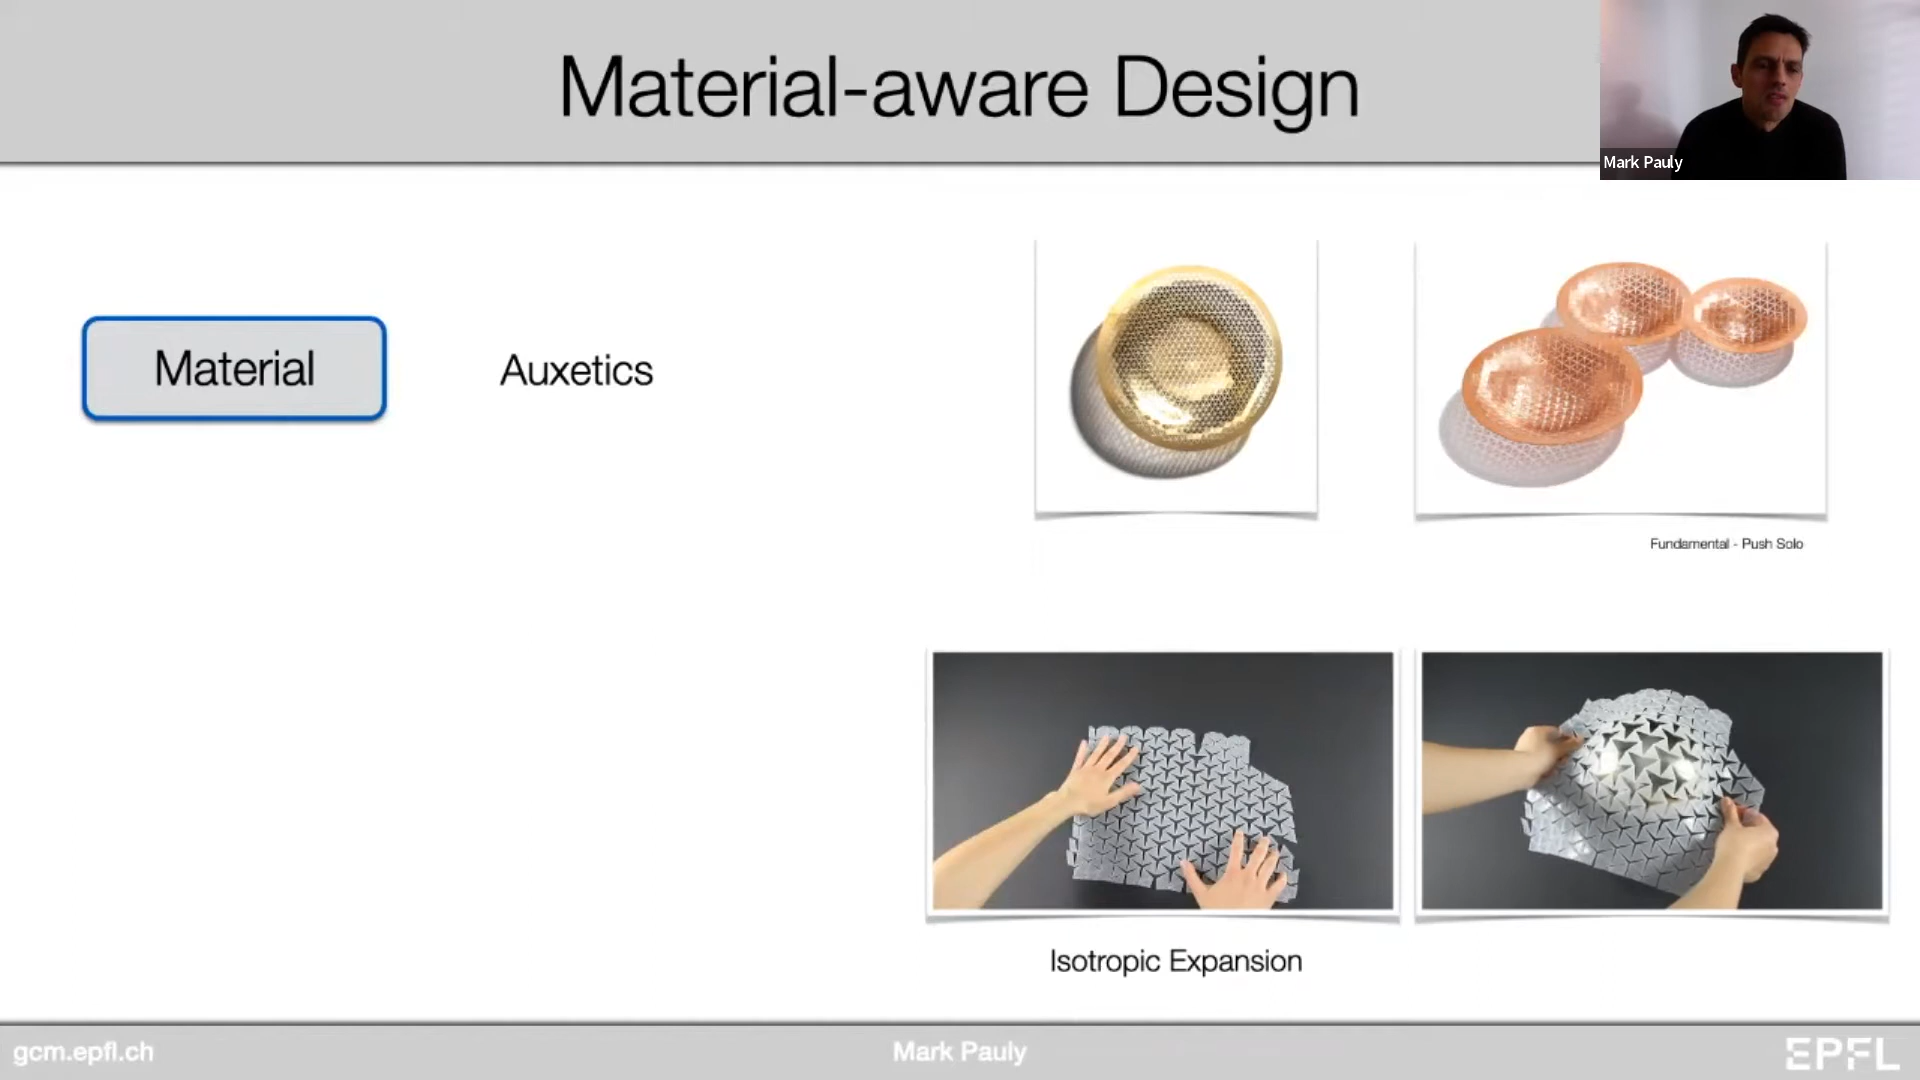 Material-aware Design
Mark Pauly
Material
Auxetics
Fundamental - Push Solo
Isotropic Expansion
gcm.epfl.ch
Mark Pauly
EPFL